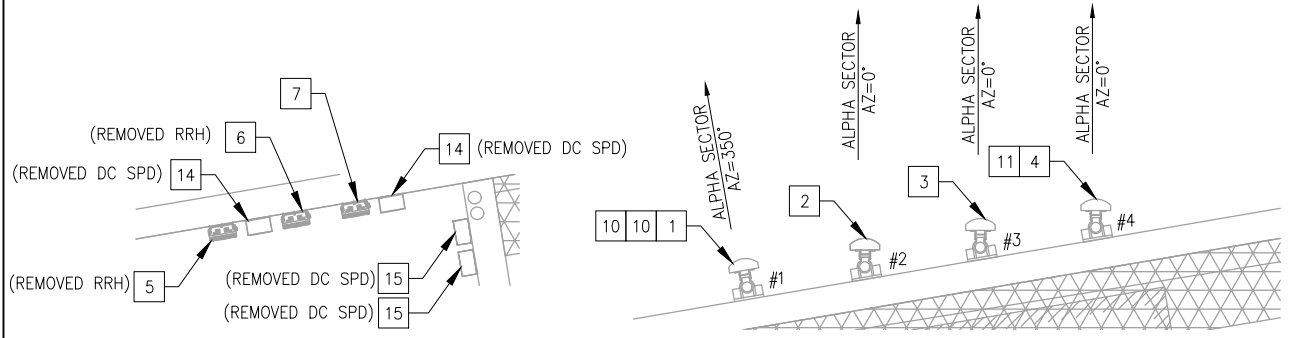 7
(REMOVED RRH) 6
14 (REMOVED DC SPD)
(REMOVED DC SPD) 14
(REMOVED RRH) 5
(REMOVED DC SPD) 15
(REMOVED DC SPD) 15
ALPHA SECTOR
AZ=350°
ALPHA SECTOR
AZ=0°
ALPHA SECTOR
AZ=0°
ALPHA SECTOR
AZ=0°
10 10 1
2
3
11 4
#1
#2
#3
#4